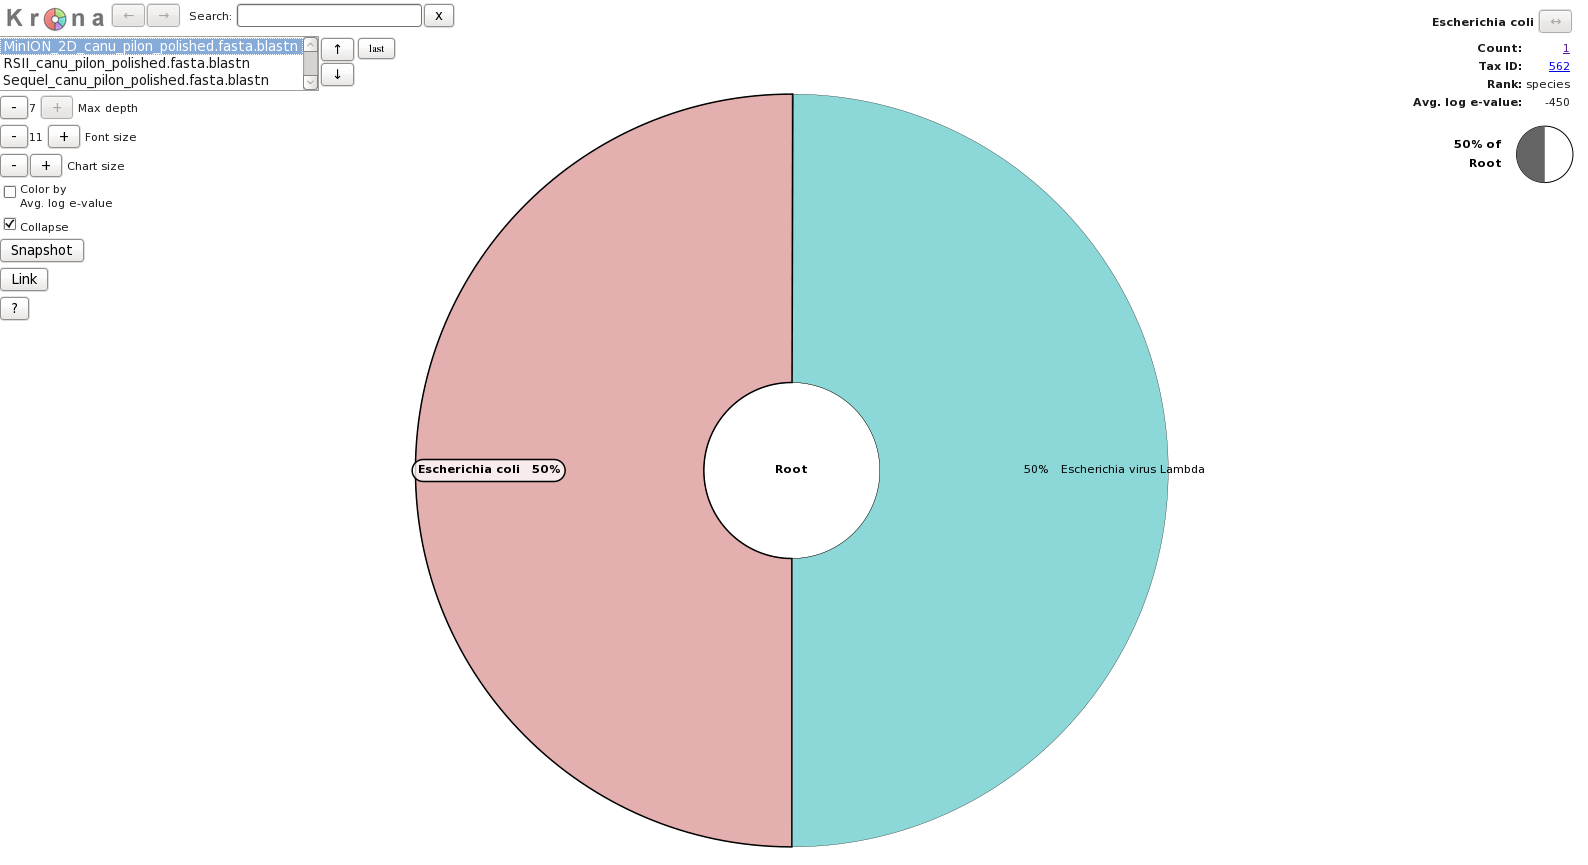 Krona
← → Search: x
MinION_2D_canu_pilon_polished.fasta.blastn
RSII_canu_pilon_polished.fasta.blastn
Sequel_canu_pilon_polished.fasta.blastn
↑ last
↓
- 7 + Max depth
- 11 + Font size
- + Chart size
Color by
Avg. log e-value
Collapse
Snapshot
Link
?
Escherichia coli 50%
Root
50% Escherichia virus Lambda
Escherichia coli ↔
Count: 1
Tax ID: 562
Rank: species
Avg. log e-value: -450
50% of
Root